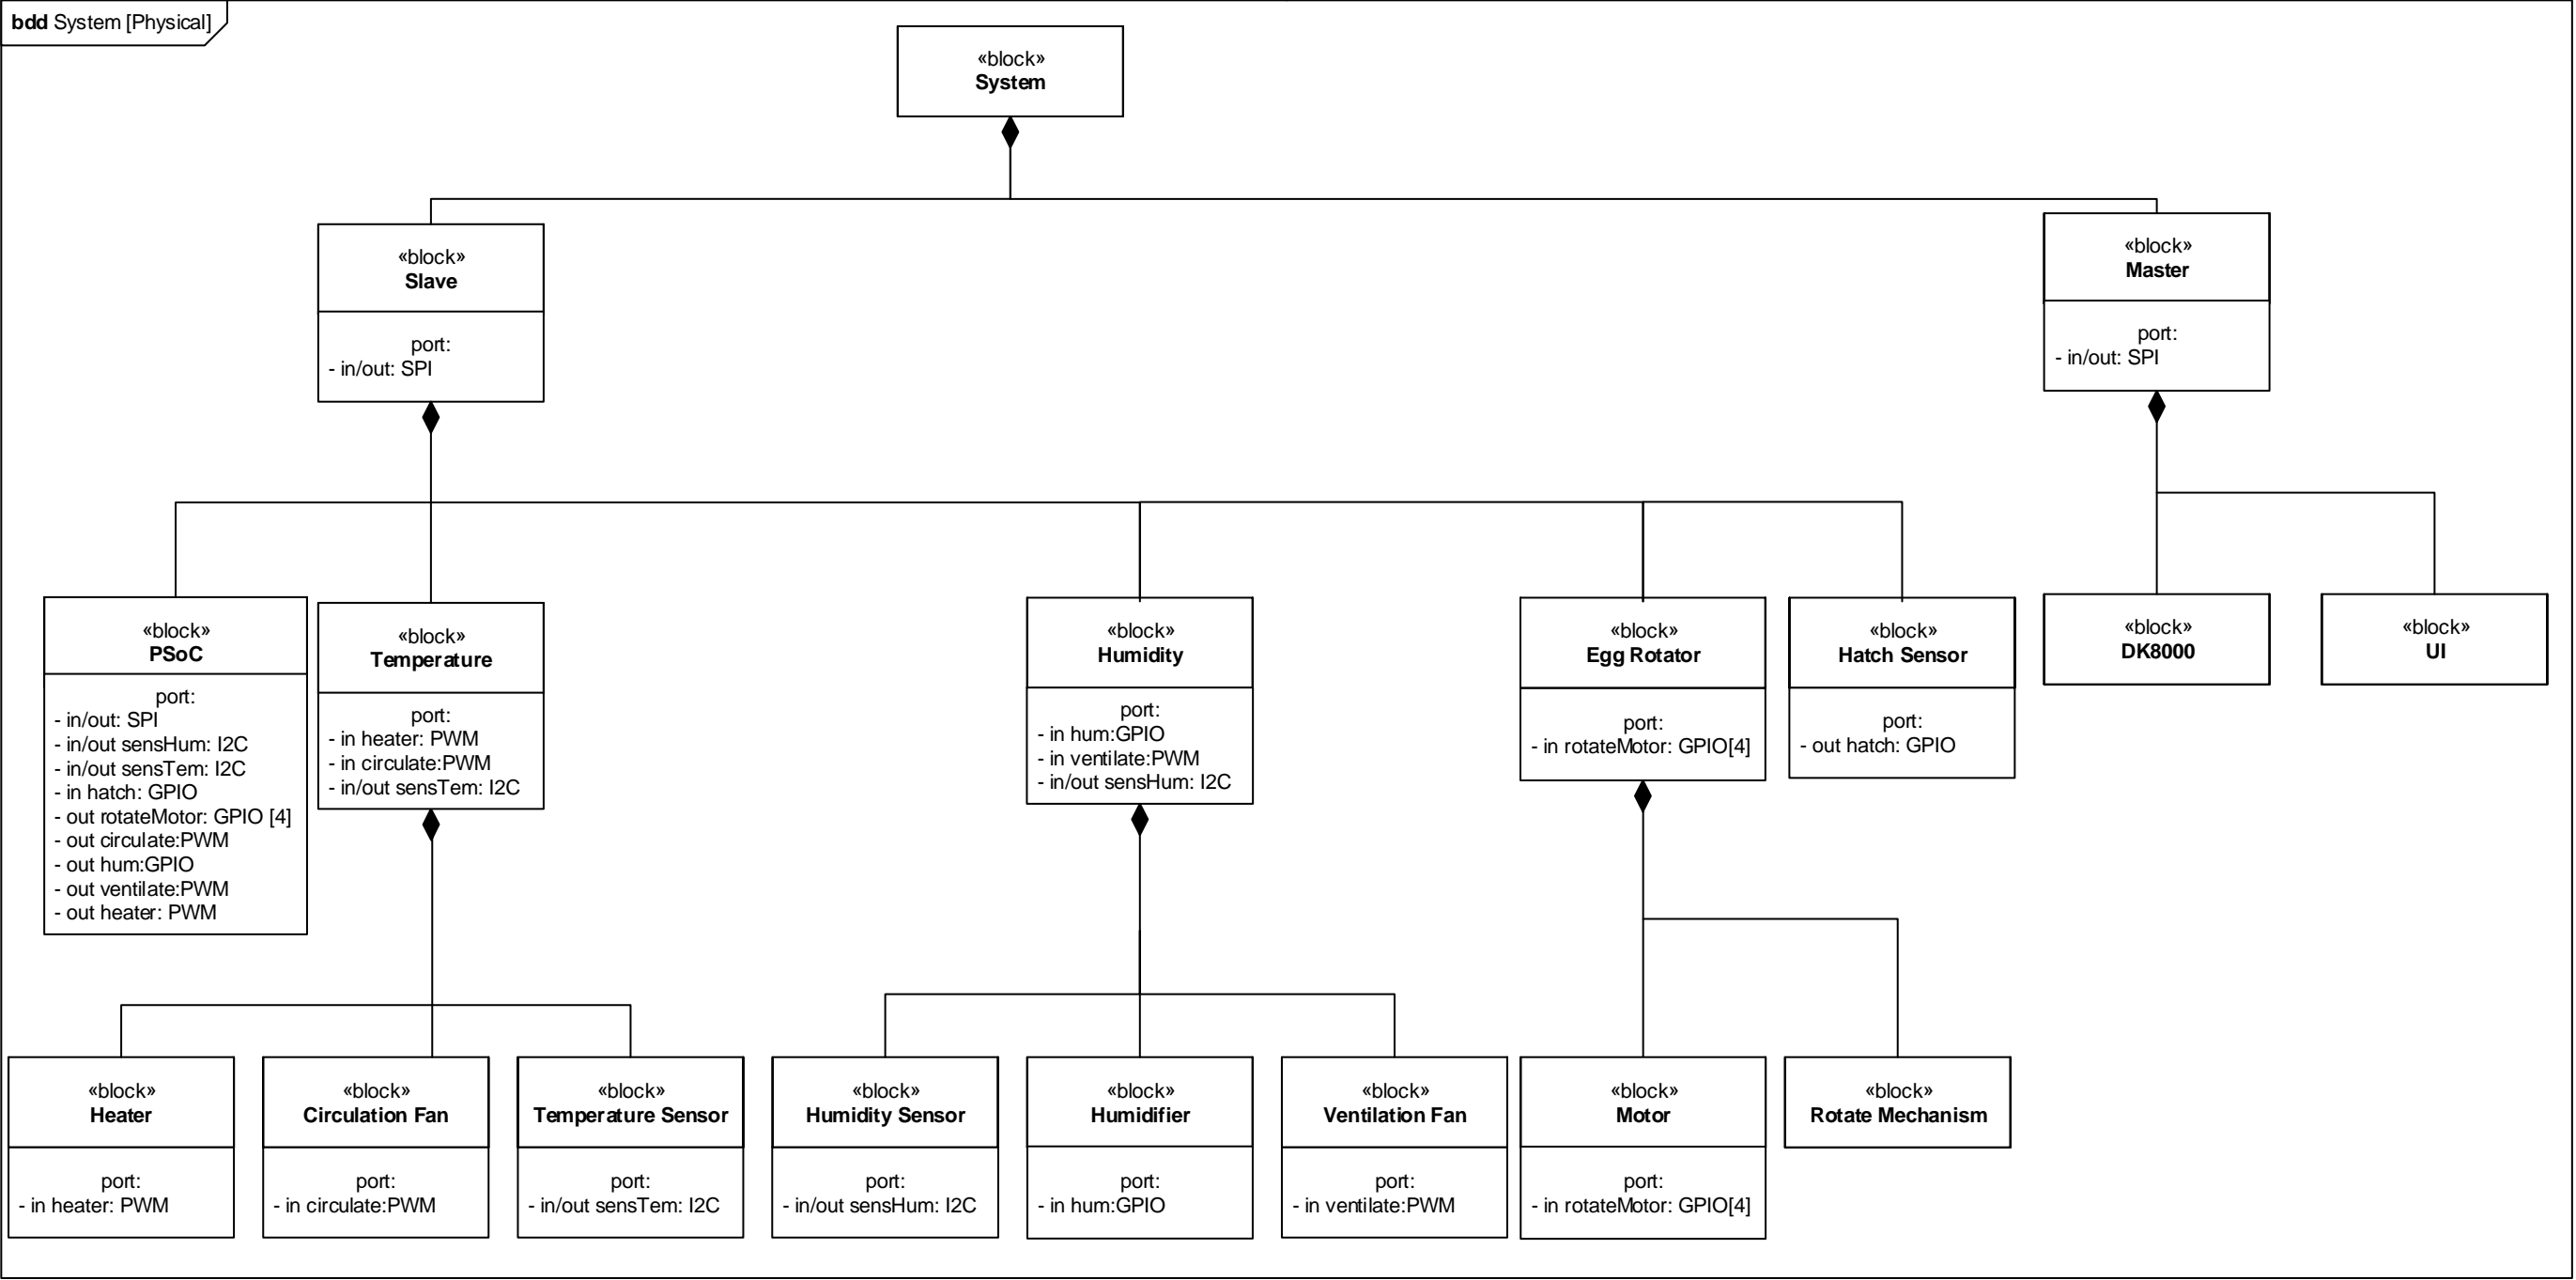 bdd System [Physical]
«block»
System
«block»
Slave
port:
- in/out: SPI
«block»
Master
port:
- in/out: SPI
«block»
PSoC
port:
- in/out: SPI
- in/out sensHum: I2C
- in/out sensTem: I2C
- in hatch: GPIO
- out rotateMotor: GPIO [4]
- out circulate:PWM
- out hum:GPIO
- out ventilate:PWM
- out heater: PWM
«block»
Temperature
port:
- in heater: PWM
- in circulate:PWM
- in/out sensTem: I2C
«block»
Humidity
port:
- in hum:GPIO
- in ventilate:PWM
- in/out sensHum: I2C
«block»
Egg Rotator
port:
- in rotateMotor: GPIO[4]
«block»
Hatch Sensor
port:
- out hatch: GPIO
«block»
DK8000
«block»
UI
«block»
Heater
port:
- in heater: PWM
«block»
Circulation Fan
port:
- in circulate:PWM
«block»
Temperature Sensor
port:
- in/out sensTem: I2C
«block»
Humidity Sensor
port:
- in/out sensHum: I2C
«block»
Humidifier
port:
- in hum:GPIO
«block»
Ventilation Fan
port:
- in ventilate:PWM
«block»
Motor
port:
- in rotateMotor: GPIO[4]
«block»
Rotate Mechanism